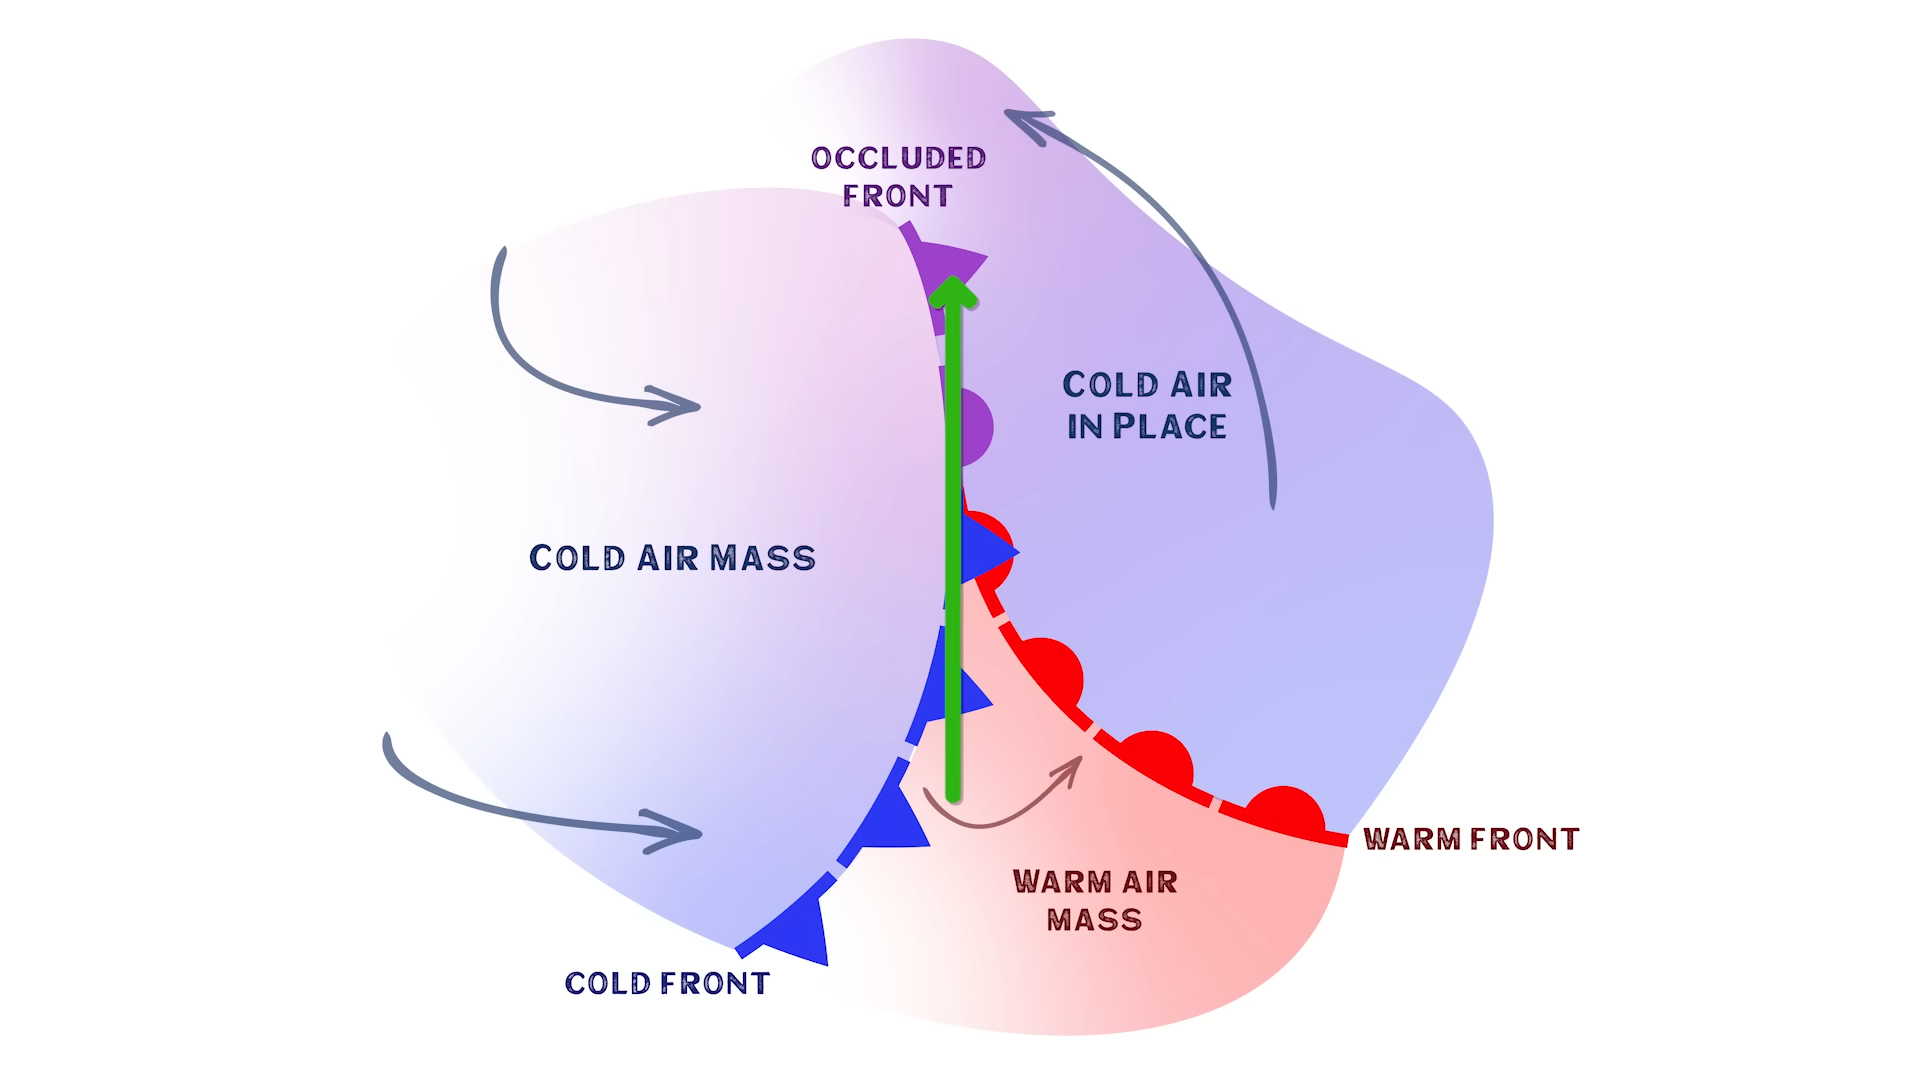 OCCLUDED
FRONT
COLD AIR
IN PLACE
COLD AIR MASS
WARM FRONT
WARM AIR
MASS
COLD FRONT